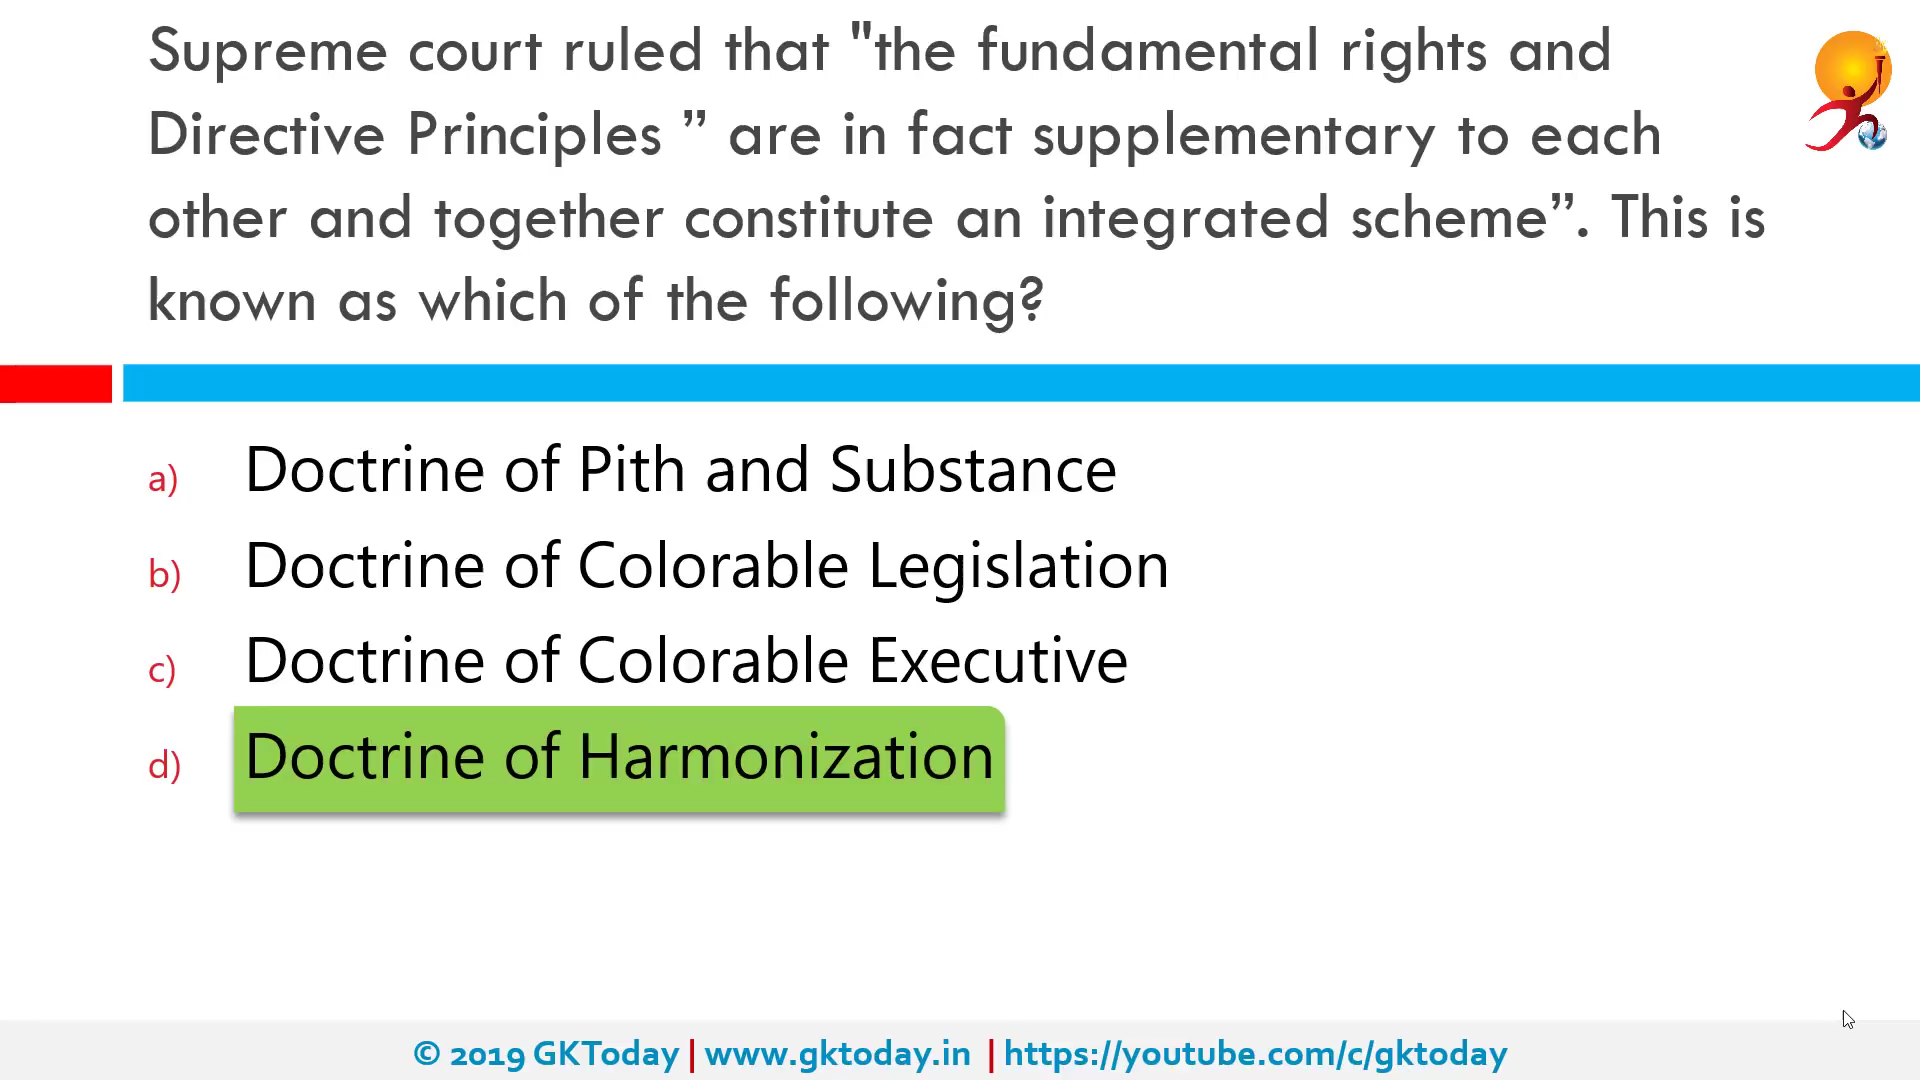 Supreme court ruled that "the fundamental rights and
Directive Principles ” are in fact supplementary to each
other and together constitute an integrated scheme”. This is
known as which of the following?
a) Doctrine of Pith and Substance
b) Doctrine of Colorable Legislation
c) Doctrine of Colorable Executive
d) Doctrine of Harmonization
© 2019 GKToday | www.gktoday.in | https://youtube.com/c/gktoday